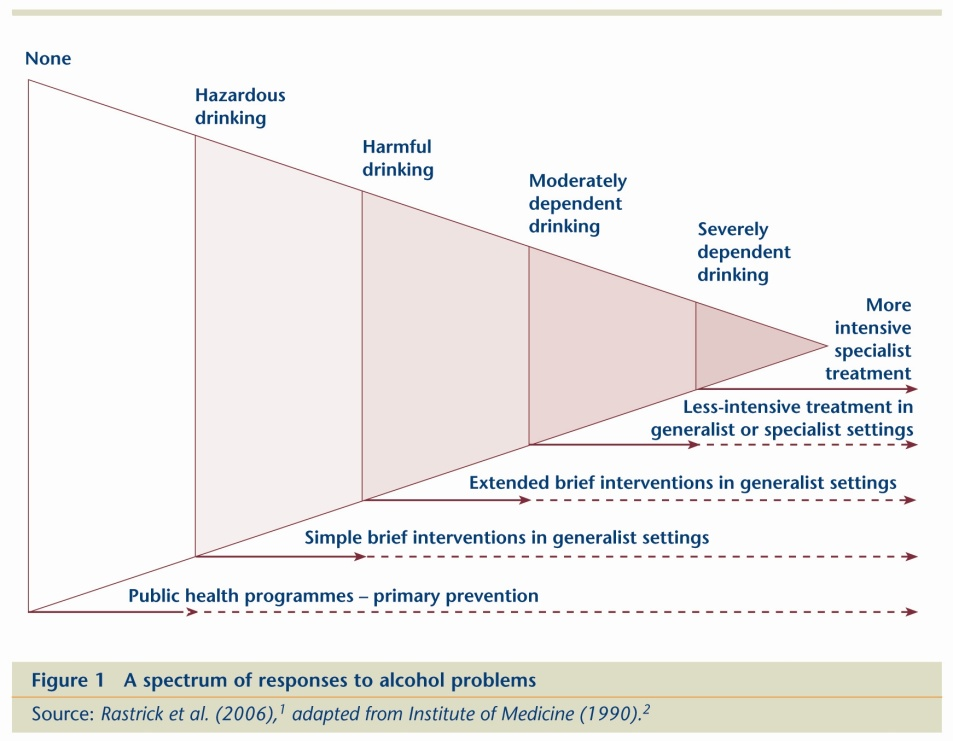 None
Hazardous
drinking
Harmful
drinking
Moderately
dependent
drinking
Severely
dependent
drinking
More
intensive
specialist
treatment
Less-intensive treatment in
generalist or specialist settings
Extended brief interventions in generalist settings
Simple brief interventions in generalist settings
Public health programmes – primary prevention
Figure 1 A spectrum of responses to alcohol problems
Source: Rastrick et al. (2006),¹ adapted from Institute of Medicine (1990).²